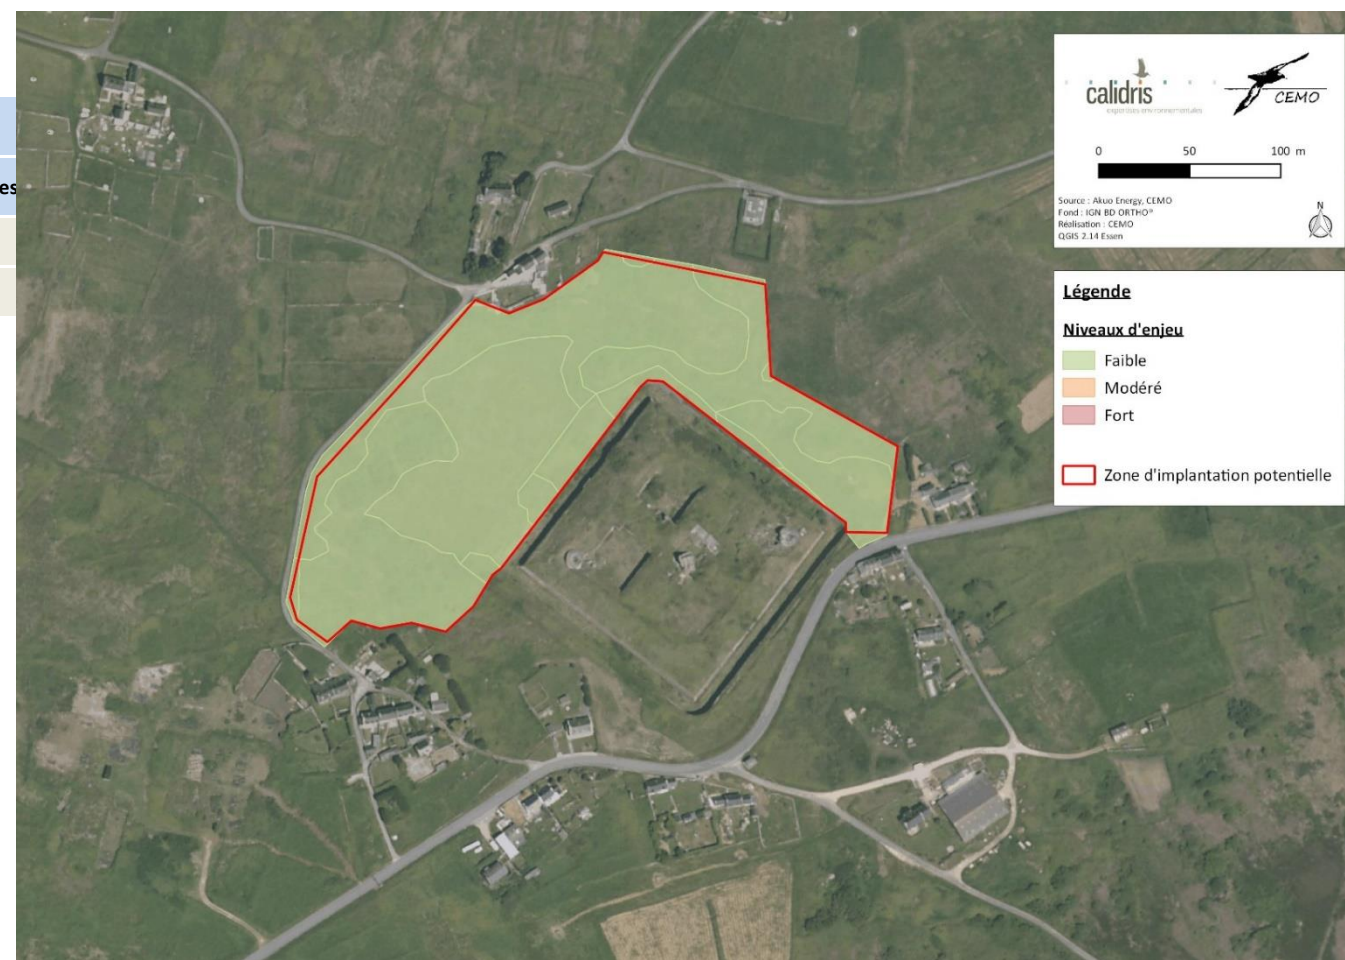 es
calidris
expertises environnementales
CEMO
0 50 100 m
Source : Akuo Energy, CEMO
Fond : IGN BD ORTHO®
Réalisation : CEMO
QGIS 2.14 Essen
N
Légende
Niveaux d'enjeu
Faible
Modéré
Fort
Zone d'implantation potentielle